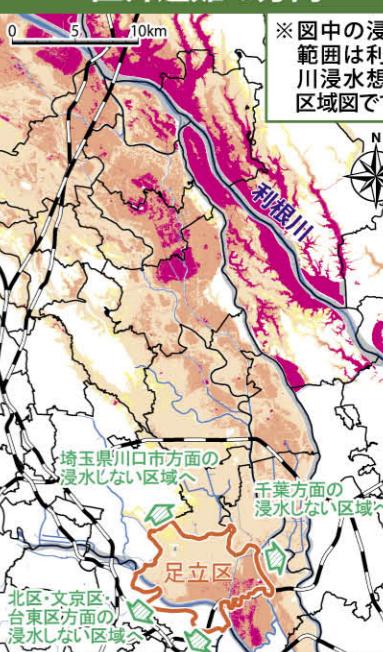 0 5 10km
※図中の浸
範囲は利
川浸水想
区域図で
N
利根川
埼玉県川口市方面の
浸水しない区域へ
千葉方面の
浸水しない区域へ
足立区
北区・文京区・
台東区方面の
浸水しない区域へ